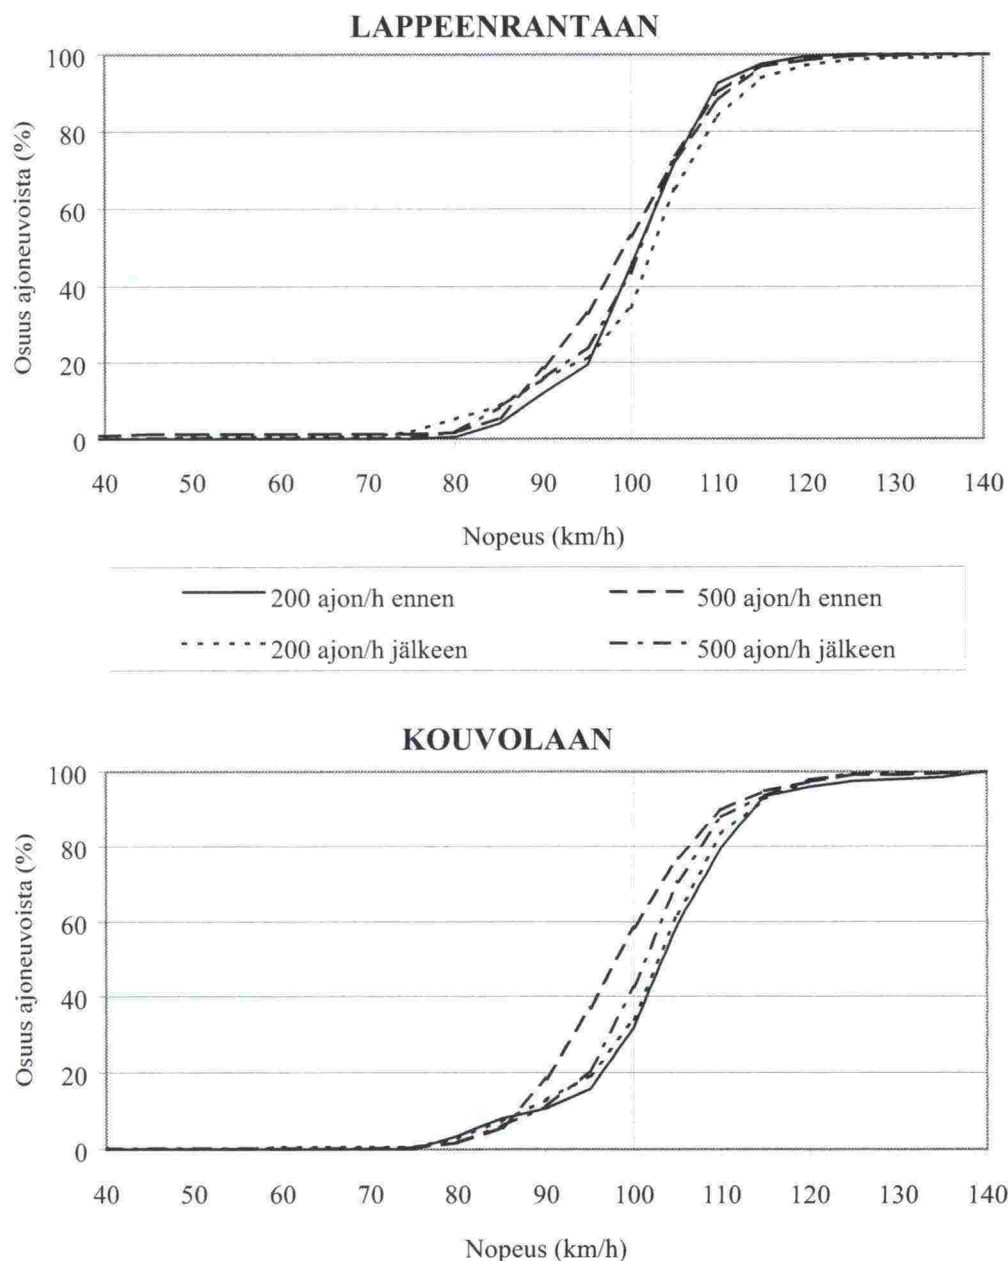 LAPPEENRANTAAN
Osuus ajoneuvoista (%)
100
80
60
40
20
0
40 50 60 70 80 90 100 110 120 130 140
Nopeus (km/h)
200 ajon/h ennen
500 ajon/h ennen
200 ajon/h jälkeen
500 ajon/h jälkeen
KOUVOLAAN
Osuus ajoneuvoista (%)
100
80
60
40
20
0
40 50 60 70 80 90 100 110 120 130 140
Nopeus (km/h)